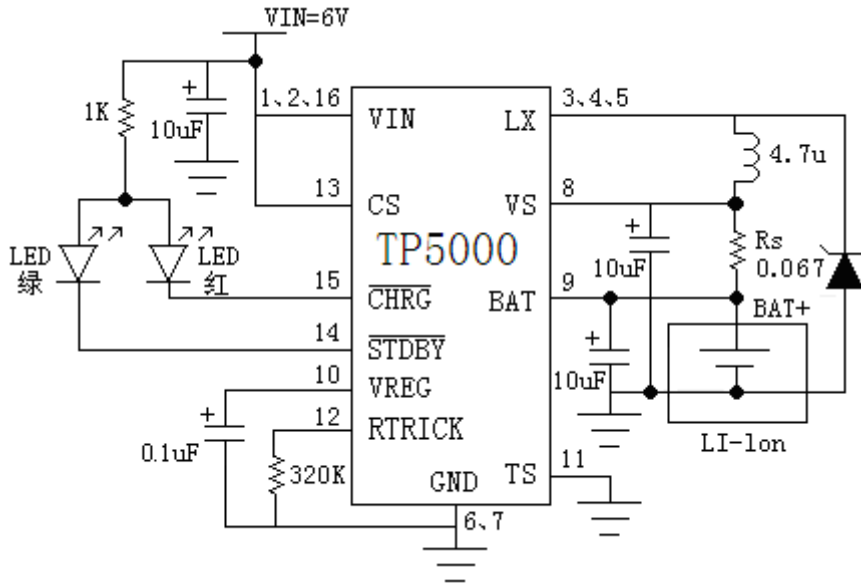 VIN=6V
1K
10uF
1、2、16
VIN
LX
3、4、5
4.7u
13
CS
VS
8
TP5000
10uF
Rs
0.067
LED
绿
LED
红
15
CHRG
BAT
9
BAT+
14
STDBY
10
VREG
10uF
12
RTRICK
0.1uF
320K
LI-lon
GND
TS
11
6、7